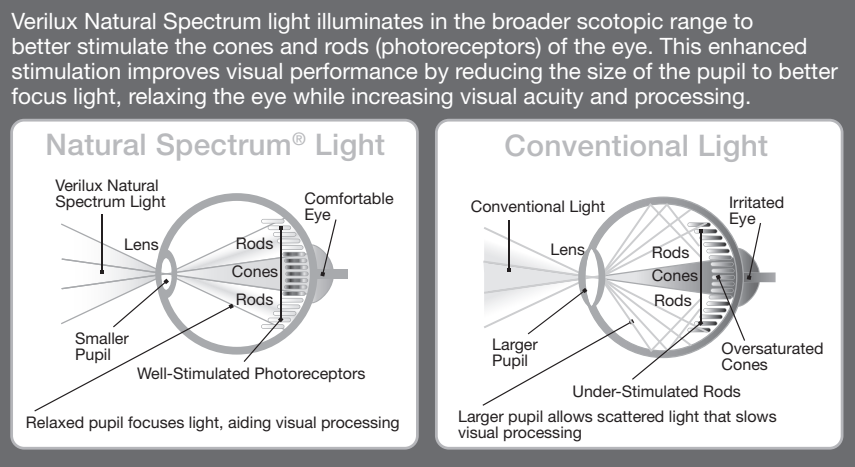 Verilux Natural Spectrum light illuminates in the broader scotopic range to
better stimulate the cones and rods (photoreceptors) of the eye. This enhanced
stimulation improves visual performance by reducing the size of the pupil to better
focus light, relaxing the eye while increasing visual acuity and processing.
Natural Spectrum® Light
Verilux Natural
Spectrum Light
Comfortable
Eye
Lens
Rods
Cones
Rods
Smaller
Pupil
Well-Stimulated Photoreceptors
Relaxed pupil focuses light, aiding visual processing
Conventional Light
Conventional Light
Irritated
Eye
Lens
Rods
Cones
Rods
Larger
Pupil
Oversaturated
Cones
Under-Stimulated Rods
Larger pupil allows scattered light that slows
visual processing